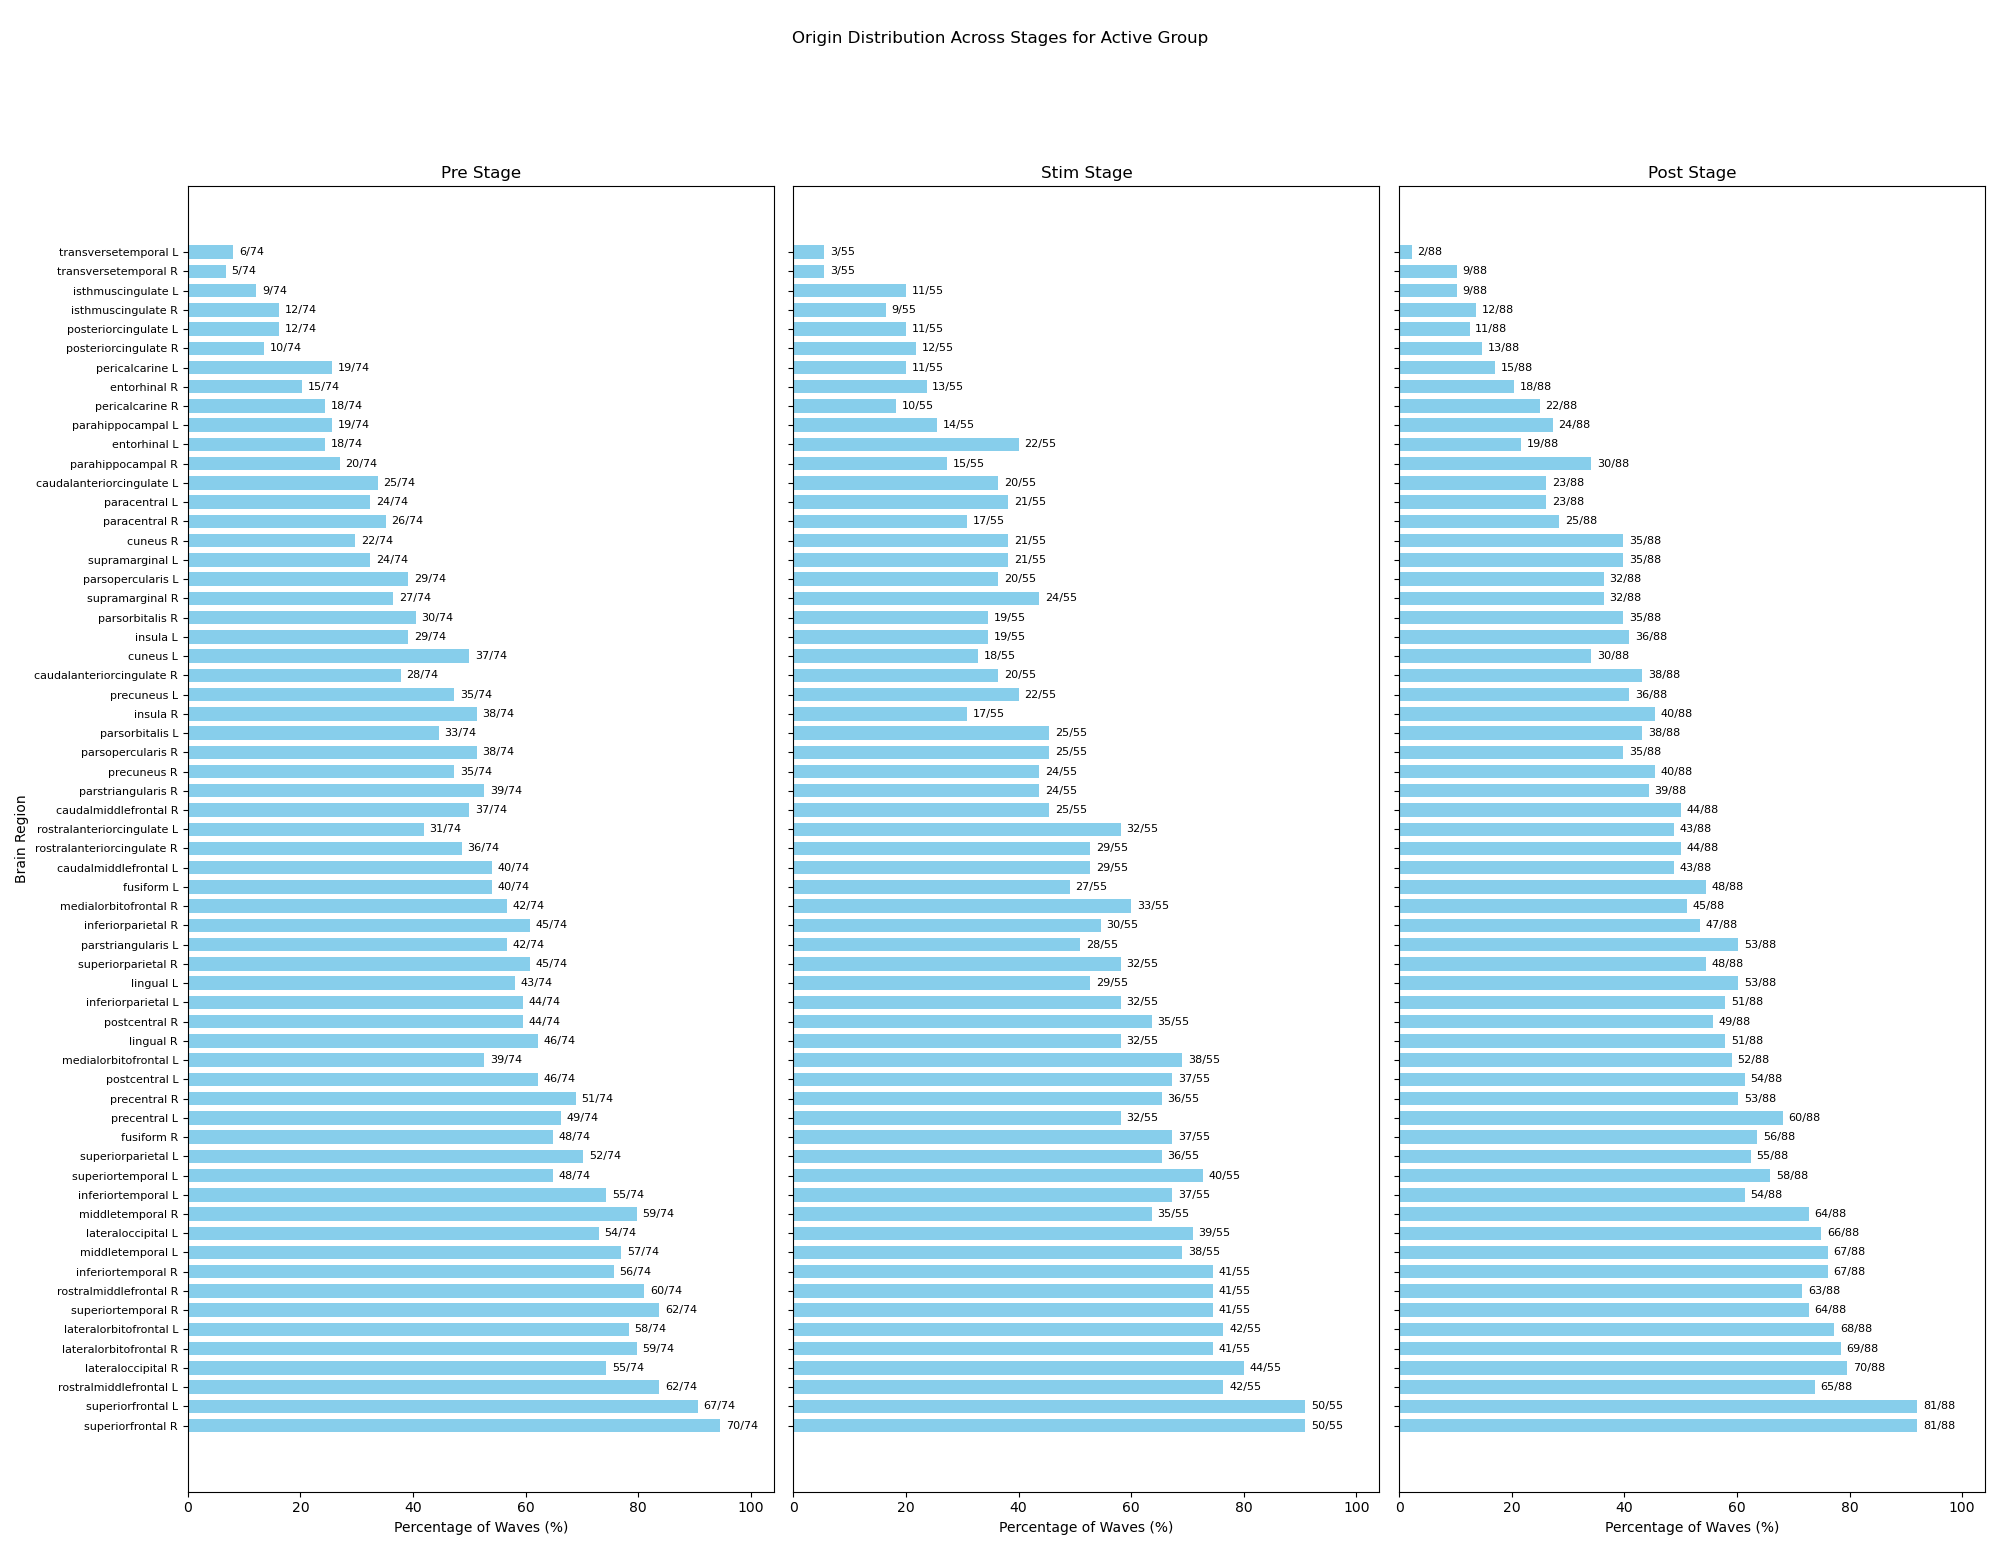 Origin Distribution Across Stages for Active Group
Pre Stage Stim Stage Post Stage
transversetemporal L 6/74 3/55 2/88
transversetemporal R 5/74 3/55 9/88
isthmuscingulate L 9/74 11/55 9/88
isthmuscingulate R 12/74 9/55 12/88
posteriorcingulate L 12/74 11/55 11/88
posteriorcingulate R 10/74 12/55 13/88
pericalcarine L 19/74 11/55 15/88
entorhinal R 15/74 13/55 18/88
pericalcarine R 18/74 10/55 22/88
parahippocampal L 19/74 14/55 24/88
entorhinal L 18/74 22/55 19/88
parahippocampal R 20/74 15/55 30/88
caudalanteriorcingulate L 25/74 20/55 23/88
paracentral L 24/74 21/55 23/88
paracentral R 26/74 17/55 25/88
cuneus R 22/74 21/55 35/88
supramarginal L 24/74 21/55 35/88
parsopercularis L 29/74 20/55 32/88
supramarginal R 27/74 24/55 32/88
parsorbitalis R 30/74 19/55 35/88
insula L 29/74 19/55 36/88
cuneus L 37/74 18/55 30/88
caudalanteriorcingulate R 28/74 20/55 38/88
precuneus L 35/74 22/55 36/88
insula R 38/74 17/55 40/88
parsorbitalis L 33/74 25/55 38/88
parsopercularis R 38/74 25/55 35/88
precuneus R 35/74 24/55 40/88
parstriangularis R 39/74 24/55 39/88
caudalmiddlefrontal R 37/74 25/55 44/88
rostralanteriorcingulate L 31/74 32/55 43/88
rostralanteriorcingulate R 36/74 29/55 44/88
caudalmiddlefrontal L 40/74 29/55 43/88
fusiform L 40/74 27/55 48/88
medialorbitofrontal R 42/74 33/55 45/88
inferiorparietal R 45/74 30/55 47/88
parstriangularis L 42/74 28/55 53/88
superiorparietal R 45/74 32/55 48/88
lingual L 43/74 29/55 53/88
inferiorparietal L 44/74 32/55 51/88
postcentral R 44/74 35/55 49/88
lingual R 46/74 32/55 51/88
medialorbitofrontal L 39/74 38/55 52/88
postcentral L 46/74 37/55 54/88
precentral R 51/74 36/55 53/88
precentral L 49/74 32/55 60/88
fusiform R 48/74 37/55 56/88
superiorparietal L 52/74 36/55 55/88
superiortemporal L 48/74 40/55 58/88
inferiortemporal L 55/74 37/55 54/88
middletemporal R 59/74 35/55 64/88
lateraloccipital L 54/74 39/55 66/88
middletemporal L 57/74 38/55 67/88
inferiortemporal R 56/74 41/55 67/88
rostralmiddlefrontal R 60/74 41/55 63/88
superiortemporal R 62/74 41/55 64/88
lateralorbitofrontal L 58/74 42/55 68/88
lateralorbitofrontal R 59/74 41/55 69/88
lateraloccipital R 55/74 44/55 70/88
rostralmiddlefrontal L 62/74 42/55 65/88
superiorfrontal L 67/74 50/55 81/88
superiorfrontal R 70/74 50/55 81/88
Brain Region
0 20 40 60 80 100 0 20 40 60 80 100 0 20 40 60 80 100
Percentage of Waves (%) Percentage of Waves (%) Percentage of Waves (%)